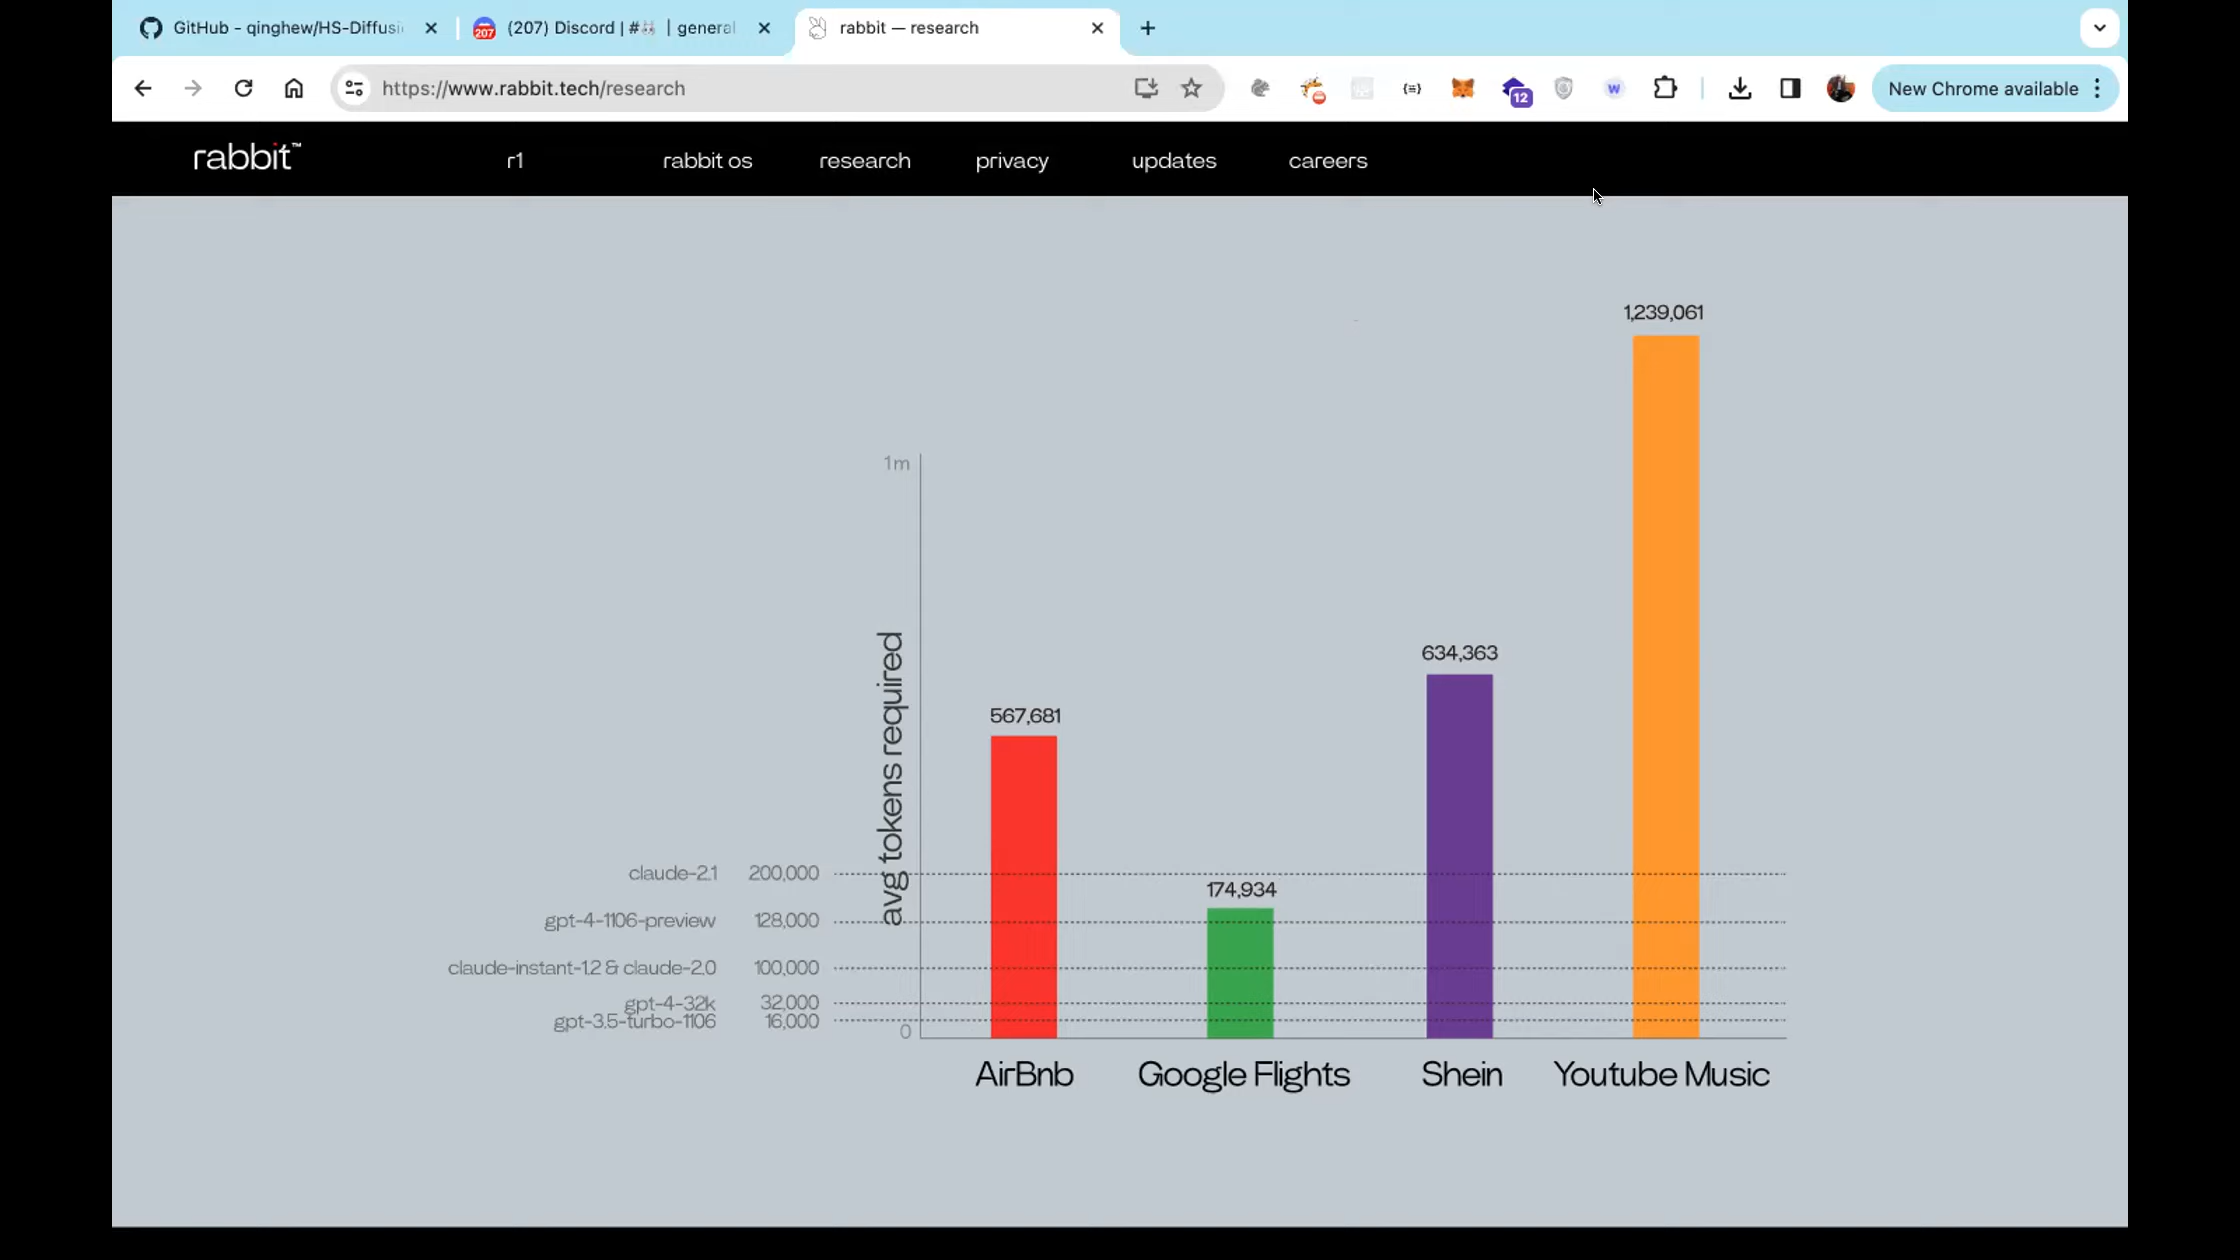 GitHub - qinghew/HS-Diffusi
(207) Discord | #🐰 | general
rabbit — research
https://www.rabbit.tech/research
12
W
New Chrome available
rabbit™
r1
rabbit os
research
privacy
updates
careers
1,239,061
1m
634,363
567,681
avg tokens required
claude-2.1 200,000
174,934
gpt-4-1106-preview 128,000
claude-instant-1.2 & claude-2.0 100,000
gpt-4-32k 32,000
gpt-3.5-turbo-1106 16,000
0
AirBnb
Google Flights
Shein
Youtube Music